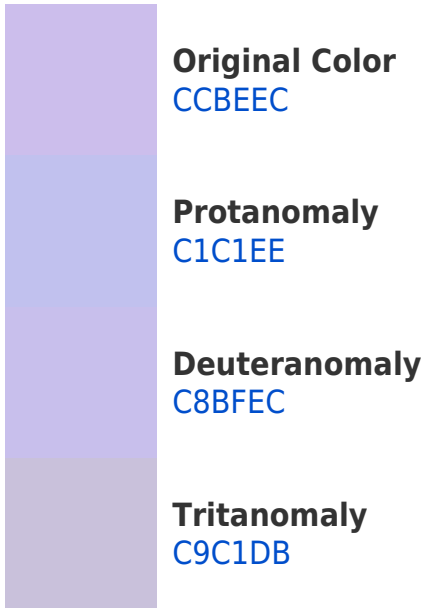 Original Color
CCBEEC
Protanomaly
C1C1EE
Deuteranomaly
C8BFEC
Tritanomaly
C9C1DB